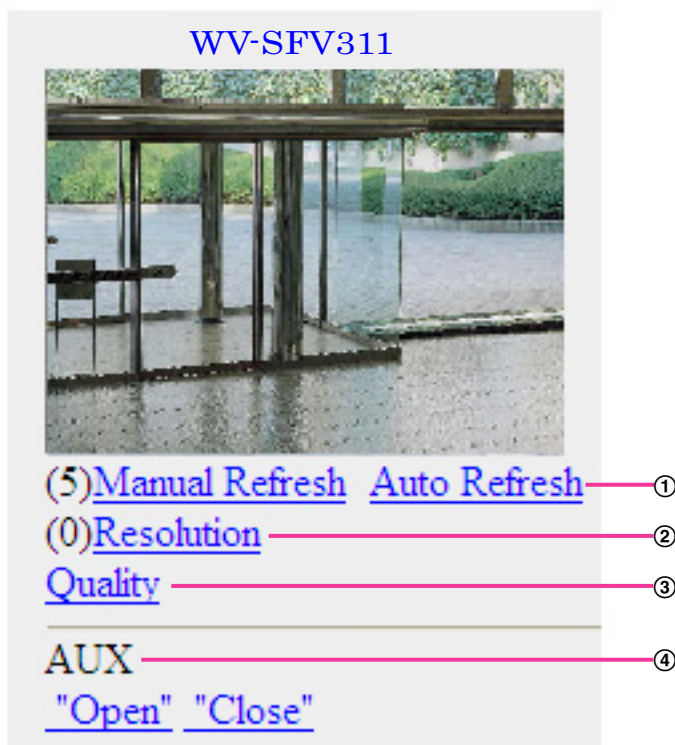 WV-SFV311
(5)Manual Refresh Auto Refresh ①
(0)Resolution ②
Quality ③
AUX ④
"Open" "Close"